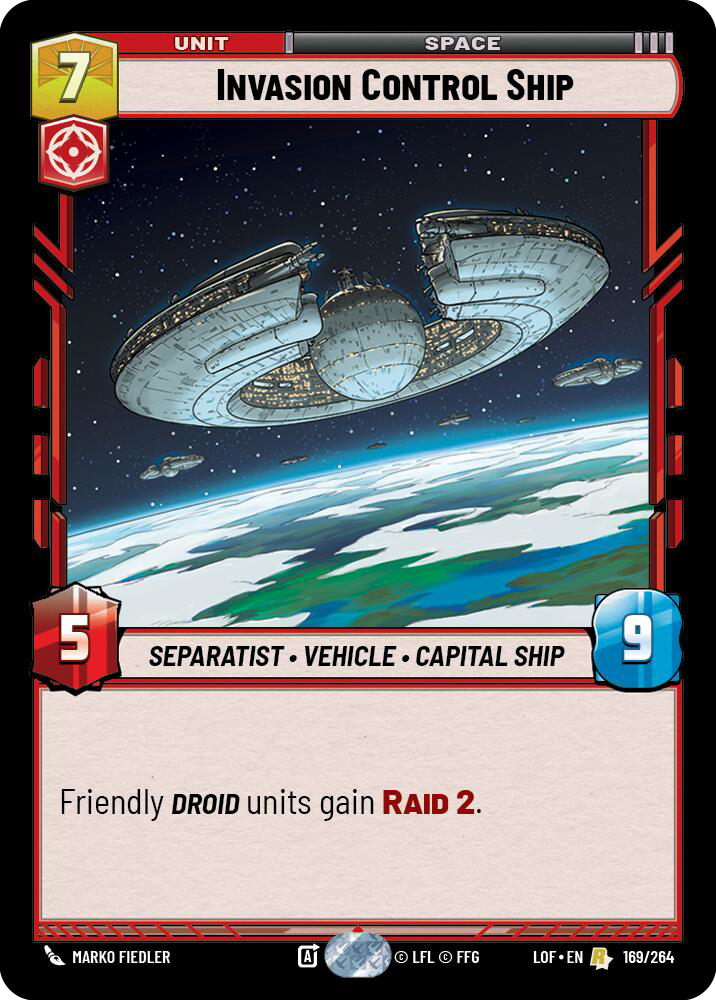 UNIT SPACE
7 INVASION CONTROL SHIP
5 SEPARATIST • VEHICLE • CAPITAL SHIP 9
Friendly DROID units gain RAID 2.
MARKO FIEDLER A © LFL © FFG LOF • EN R 169/264